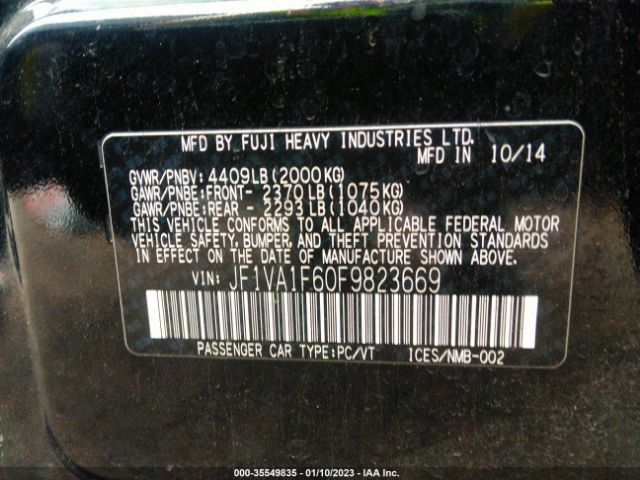 MFD BY FUJI HEAVY INDUSTRIES LTD.
MFD IN 10/14
GVWR/PNBV: 4409LB(2000KG)
GAWR/PNBE:FRONT- 2370LB(1075KG)
GAWR/PNBE:REAR - 2293LB(1040KG)
THIS VEHICLE CONFORMS TO ALL APPLICABLE FEDERAL MOTOR
VEHICLE SAFETY, BUMPER, AND THEFT PREVENTION STANDARDS
IN EFFECT ON THE DATE OF MANUFACTURE SHOWN ABOVE.
VIN: JF1VA1F60F9823669
PASSENGER CAR TYPE:PC/VT ICES/NMB-002
000-35549835 - 01/10/2023 - IAA Inc.